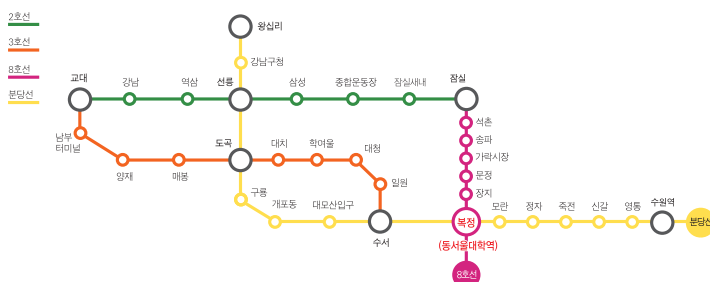 2호선
3호선
8호선
분당선
왕십리
강남구청
교대
강남
역삼
선릉
삼성
종합운동장
잠실새내
잠실
석촌
송파
가락시장
문정
장지
남부
터미널
양재
매봉
도곡
대치
학여울
대청
일원
구룡
개포동
대모산입구
수서
복정
(동서울대학역)
모란
정자
죽전
신갈
영통
수원역
분당선
8호선